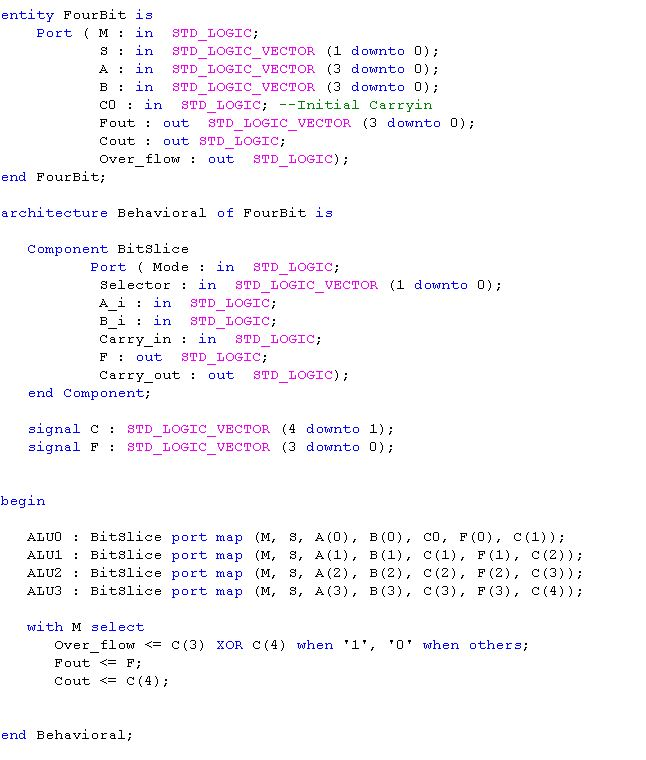 entity FourBit is
Port ( M : in STD_LOGIC;
S : in STD_LOGIC_VECTOR (1 downto 0);
A : in STD_LOGIC_VECTOR (3 downto 0);
B : in STD_LOGIC_VECTOR (3 downto 0);
C0 : in STD_LOGIC; --Initial Carryin
Fout : out STD_LOGIC_VECTOR (3 downto 0);
Cout : out STD_LOGIC;
Over_flow : out STD_LOGIC);
end FourBit;
architecture Behavioral of FourBit is
Component BitSlice
Port ( Mode : in STD_LOGIC;
Selector : in STD_LOGIC_VECTOR (1 downto 0);
A_i : in STD_LOGIC;
B_i : in STD_LOGIC;
Carry_in : in STD_LOGIC;
F : out STD_LOGIC;
Carry_out : out STD_LOGIC);
end Component;
signal C : STD_LOGIC_VECTOR (4 downto 1);
signal F : STD_LOGIC_VECTOR (3 downto 0);
begin
ALU0 : BitSlice port map (M, S, A(0), B(0), C0, F(0), C(1));
ALU1 : BitSlice port map (M, S, A(1), B(1), C(1), F(1), C(2));
ALU2 : BitSlice port map (M, S, A(2), B(2), C(2), F(2), C(3));
ALU3 : BitSlice port map (M, S, A(3), B(3), C(3), F(3), C(4));
with M select
Over_flow <= C(3) XOR C(4) when '1', '0' when others;
Fout <= F;
Cout <= C(4);
end Behavioral;